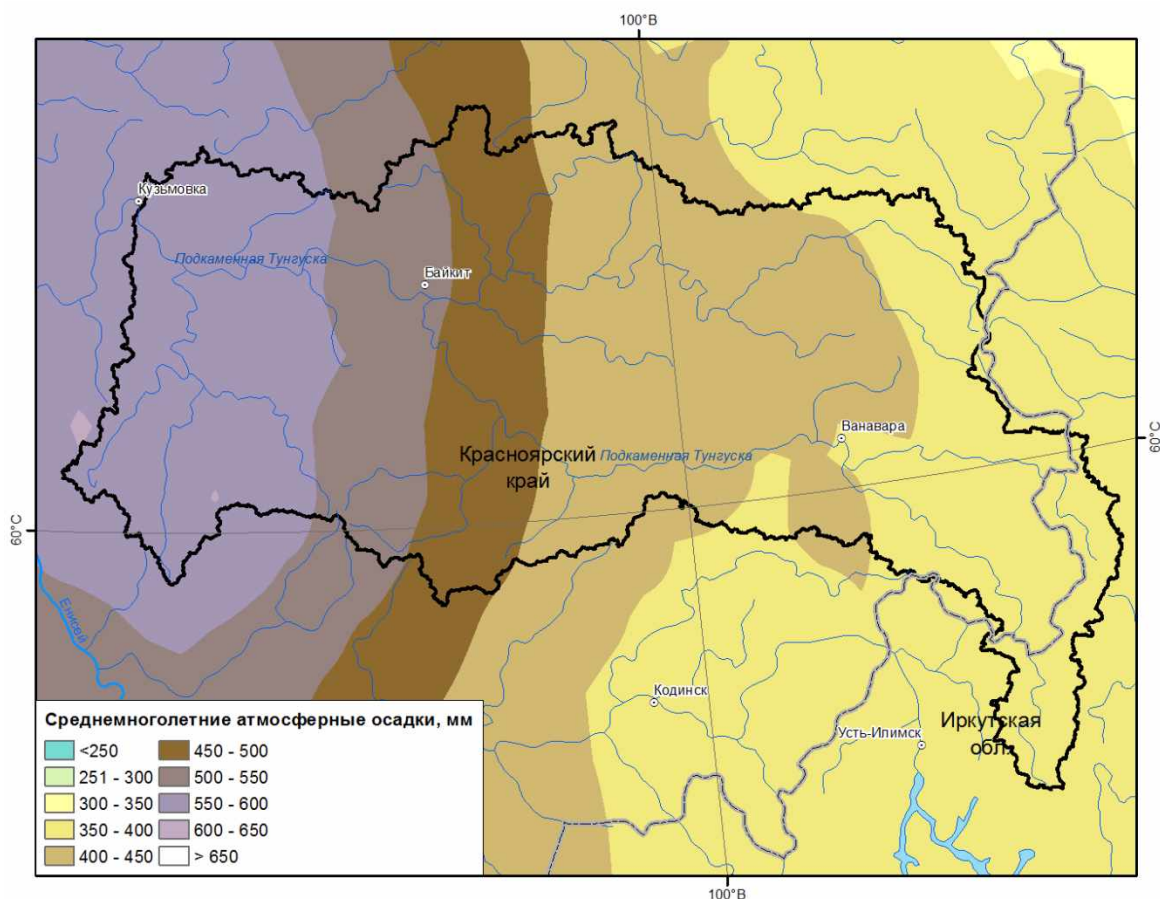 100°В
Кузьмовка
Подкаменная Тунгуска
Байкит
Ванавара
60°С
Красноярский
край
Подкаменная Тунгуска
60°С
Енисей
Кодинск
Иркутская
обл.
Усть-Илимск
Среднемноголетние атмосферные осадки, мм
<250
251 - 300
300 - 350
350 - 400
400 - 450
450 - 500
500 - 550
550 - 600
600 - 650
> 650
100°В